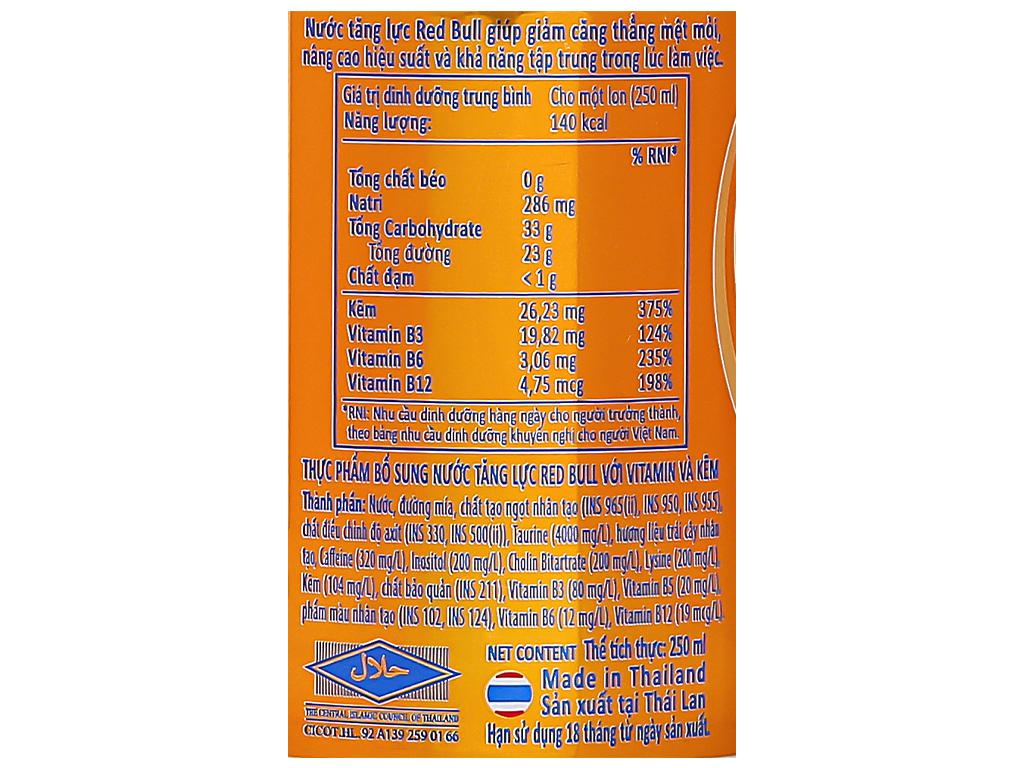 Nước tăng lực Red Bull giúp giảm căng thẳng mệt mỏi,
nâng cao hiệu suất và khả năng tập trung trong lúc làm việc.
Giá trị dinh dưỡng trung bình Cho một lon (250 ml)
Năng lượng: 140 kcal
% RNI*
Tổng chất béo 0 g
Natri 286 mg
Tổng Carbohydrate 33 g
Tổng đường 23 g
Chất đạm < 1 g
Kẽm 26,23 mg 375%
Vitamin B3 19,82 mg 124%
Vitamin B6 3,06 mg 235%
Vitamin B12 4,75 mcg 198%
*RNI: Nhu cầu dinh dưỡng hàng ngày cho người trưởng thành,
theo bảng nhu cầu dinh dưỡng khuyến nghị cho người Việt Nam.
THỰC PHẨM BỔ SUNG NƯỚC TĂNG LỰC RED BULL VỚI VITAMIN VÀ KẼM
Thành phần: Nước, đường mía, chất tạo ngọt nhân tạo (INS 965(ii), INS 950, INS 955),
chất điều chỉnh độ axit (INS 330, INS 500(ii)), Taurine (4000 mg/L), hương liệu trái cây nhân
tạo, Caffeine (320 mg/L), Inositol (200 mg/L), Cholin Bitartrate (200 mg/L), Lysine (200 mg/L),
Kẽm (104 mg/L), chất bảo quản (INS 211), Vitamin B3 (80 mg/L), Vitamin B5 (20 mg/L),
phẩm màu nhân tạo (INS 102, INS 124), Vitamin B6 (12 mg/L), Vitamin B12 (19 mcg/L).
حلال
NET CONTENT Thể tích thực: 250 ml
Made in Thailand
Sản xuất tại Thái Lan
THE CENTRAL ISLAMIC COUNCIL OF THAILAND
CICOT.HL. 92 A139 259 01 66
Hạn sử dụng 18 tháng từ ngày sản xuất.